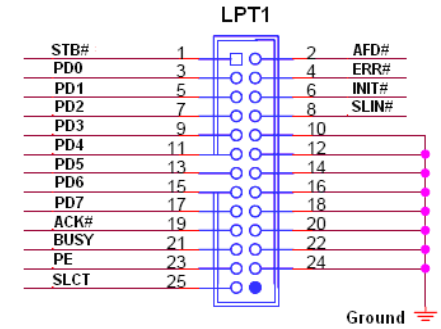 LPT1
STB# 1 2 AFD#
PD0 3 4 ERR#
PD1 5 6 INIT#
PD2 7 8 SLIN#
PD3 9 10
PD4 11 12
PD5 13 14
PD6 15 16
PD7 17 18
ACK# 19 20
BUSY 21 22
PE 23 24
SLCT 25
Ground